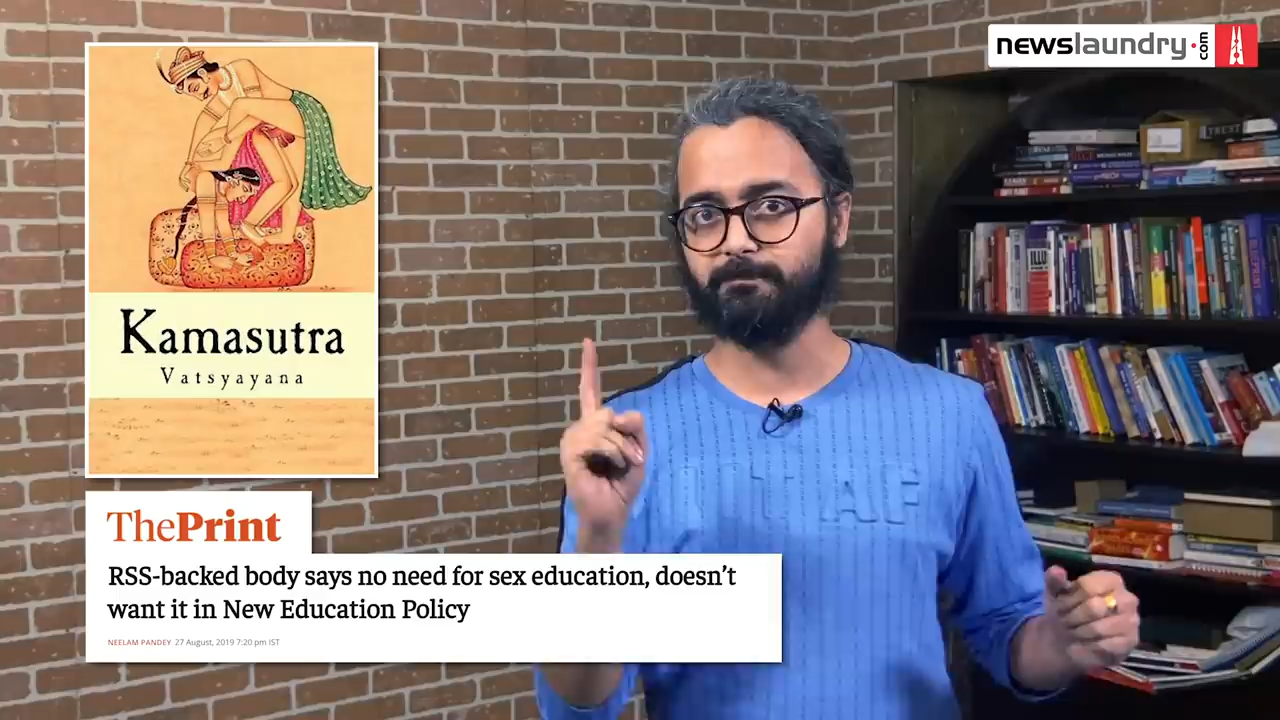 newslaundry.com
Kamasutra
Vatsyayana
ThePrint
RSS-backed body says no need for sex education, doesn't
want it in New Education Policy
NEELAM PANDEY 27 August, 2019 7:20 pm IST
TRUST